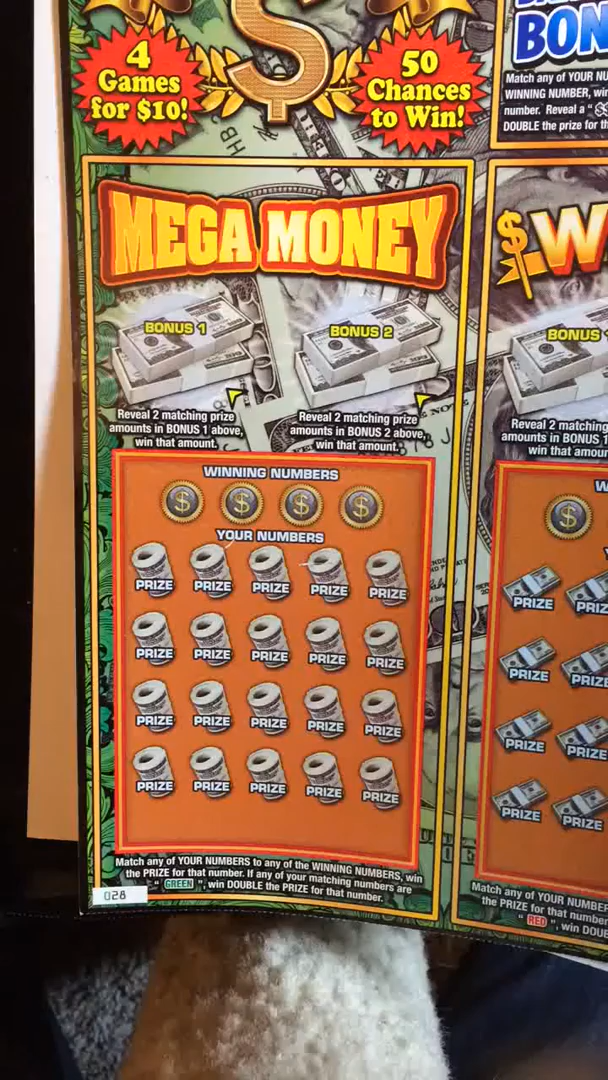 4
Games
for $10!
$
50
Chances
to Win!
BON
Match any of YOUR NU
WINNING NUMBER, win
number. Reveal a "
DOUBLE the prize for th
MEGA MONEY
BONUS 1
BONUS 2
Reveal 2 matching prize
amounts in BONUS 1 above,
win that amount.
Reveal 2 matching prize
amounts in BONUS 2 above,
win that amount.
WINNING NUMBERS
$ $ $ $
YOUR NUMBERS
PRIZE PRIZE PRIZE PRIZE PRIZE
PRIZE PRIZE PRIZE PRIZE PRIZE
PRIZE PRIZE PRIZE PRIZE PRIZE
PRIZE PRIZE PRIZE PRIZE PRIZE
Match any of YOUR NUMBERS to any of the WINNING NUMBERS, win
the PRIZE for that number. If any of your matching numbers are
" GREEN ", win DOUBLE the PRIZE for that number.
028
$W
BONUS
Reveal 2 matching
amounts in BONUS 1
win that amou
W
$
PRIZE PRIZE
PRIZE PRIZE
PRIZE PRIZE
PRIZE PRIZE
Match any of YOUR NUMBER
the PRIZE for that number
" RED ", win DOUB